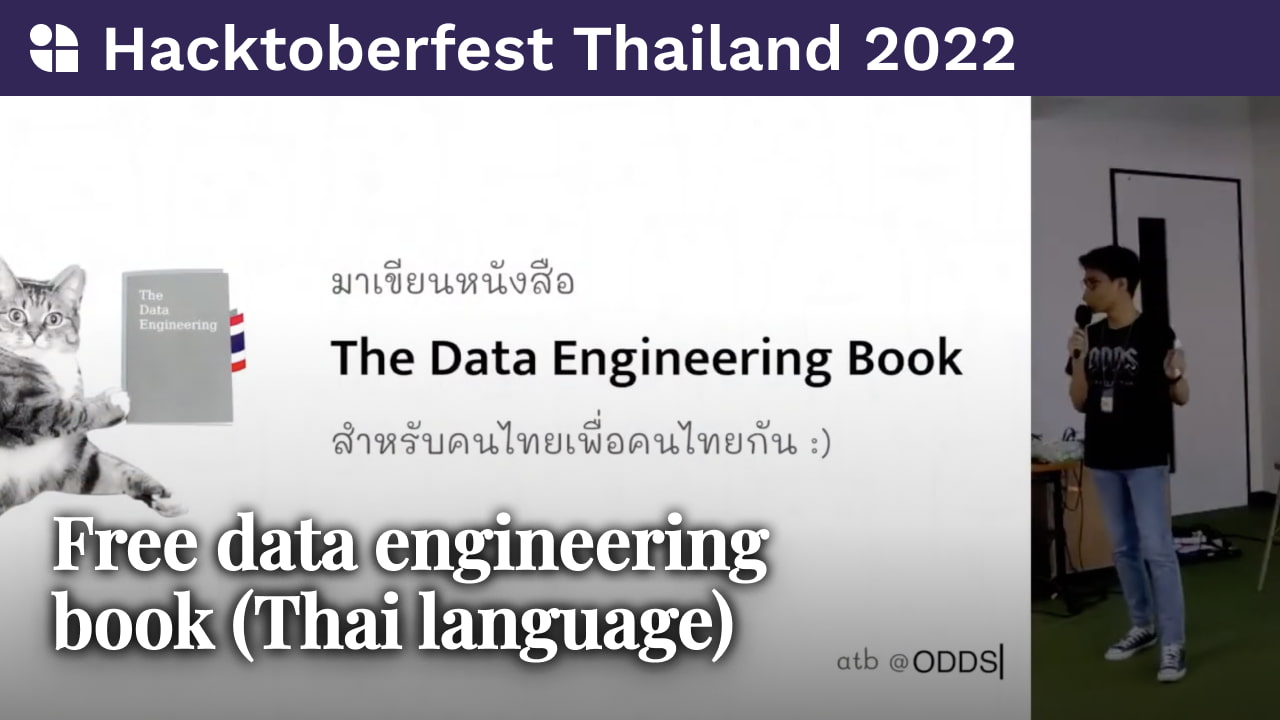 Hacktoberfest Thailand 2022
The
Data
Engineering
มาเขียนหนังสือ
The Data Engineering Book
สำหรับคนไทยเพื่อคนไทยกัน :)
Free data engineering
book (Thai language)
atb @ODDS|
ODDS